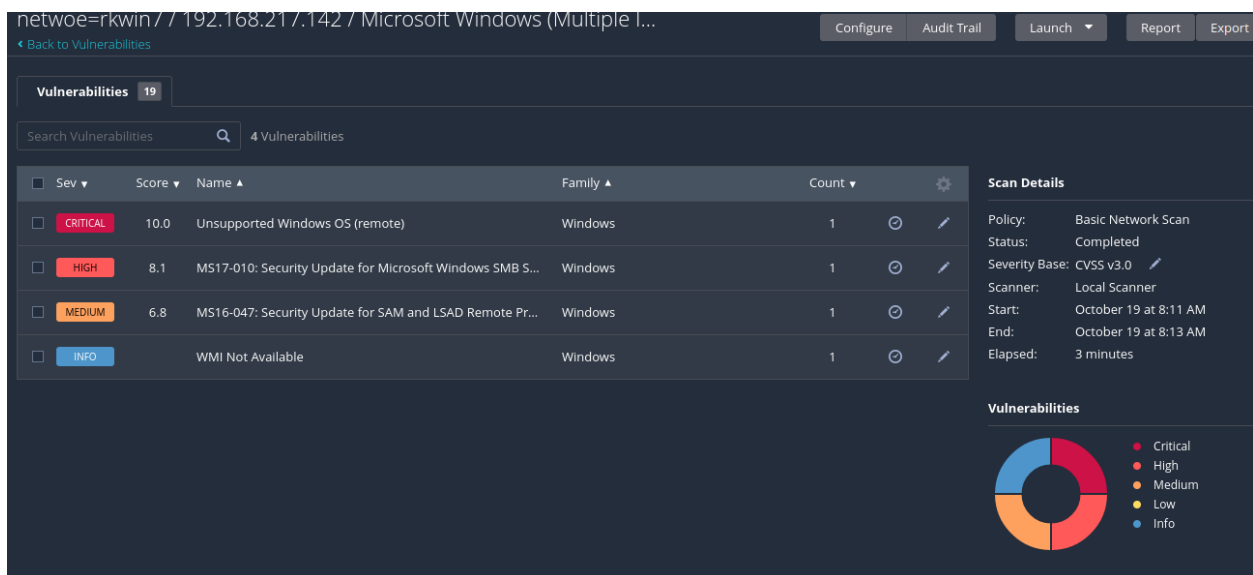 netwoe=rkwin7 / 192.168.217.142 / Microsoft Windows (Multiple I...
Back to Vulnerabilities
Configure Audit Trail Launch Report Export
Vulnerabilities 19
Search Vulnerabilities 4 Vulnerabilities
Sev Score Name Family Count
CRITICAL 10.0 Unsupported Windows OS (remote) Windows 1
HIGH 8.1 MS17-010: Security Update for Microsoft Windows SMB S... Windows 1
MEDIUM 6.8 MS16-047: Security Update for SAM and LSAD Remote Pr... Windows 1
INFO WMI Not Available Windows 1
Scan Details
Policy: Basic Network Scan
Status: Completed
Severity Base: CVSS v3.0
Scanner: Local Scanner
Start: October 19 at 8:11 AM
End: October 19 at 8:13 AM
Elapsed: 3 minutes
Vulnerabilities
Critical
High
Medium
Low
Info